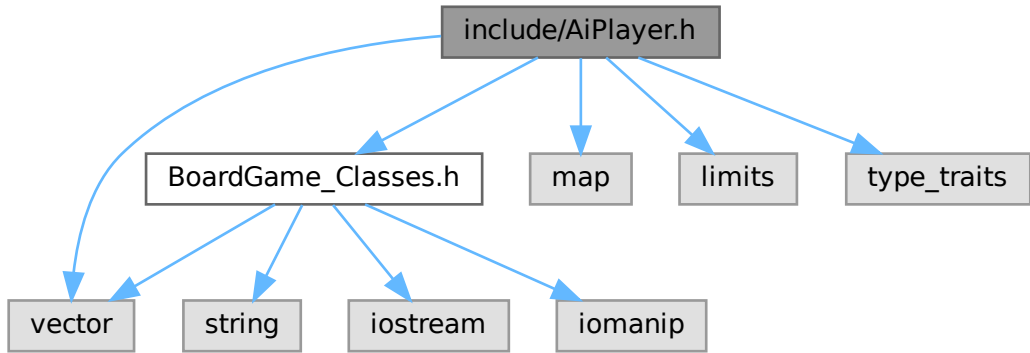 include/AiPlayer.h
BoardGame_Classes.h
map
limits
type_traits
vector
string
iostream
iomanip